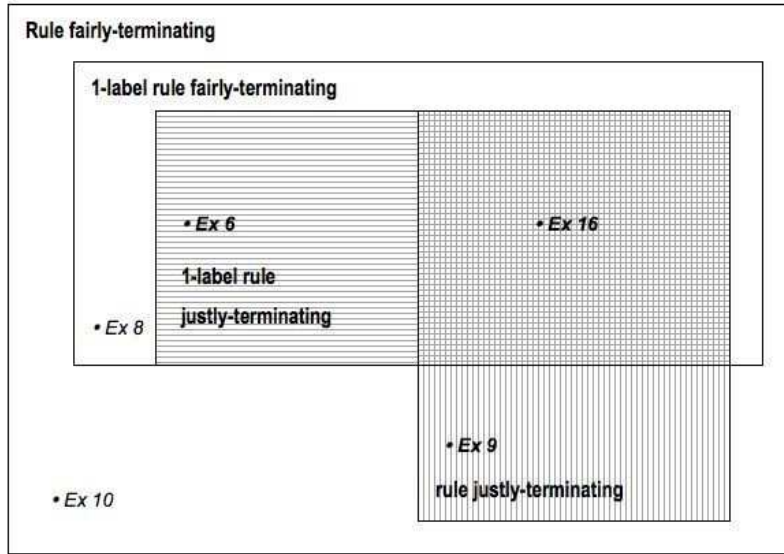 Rule fairly-terminating
1-label rule fairly-terminating
• Ex 6
• Ex 16
1-label rule
justly-terminating
• Ex 8
• Ex 9
rule justly-terminating
• Ex 10